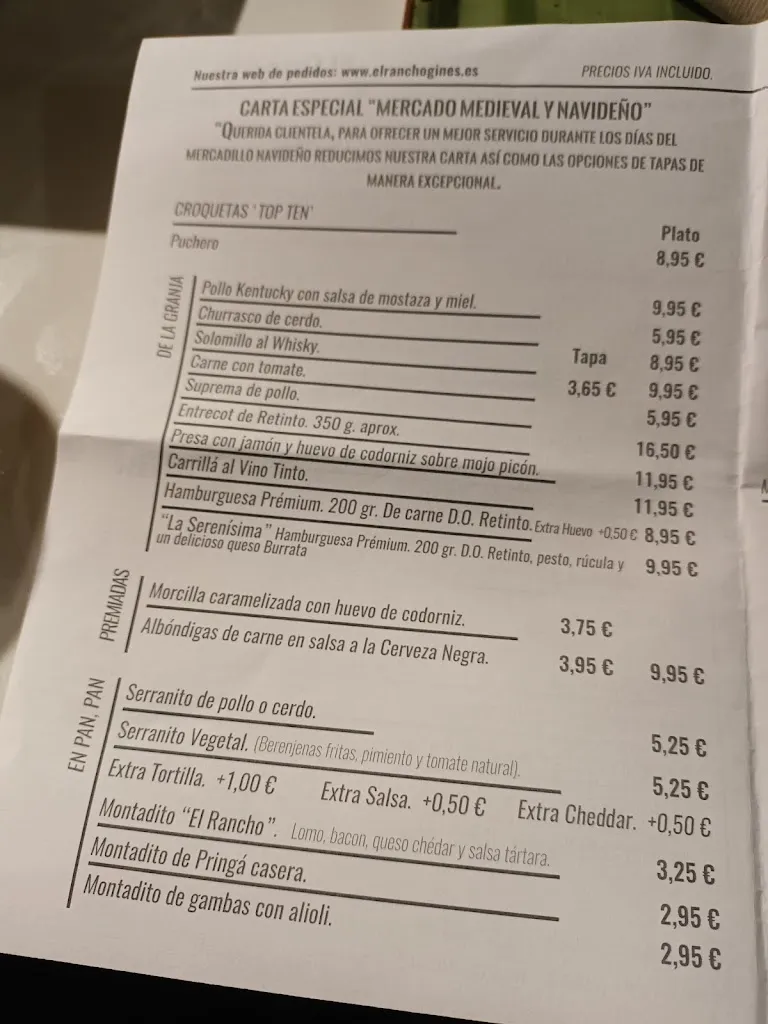 Nuestra web de pedidos: www.elranchogines.es PRECIOS IVA INCLUIDO.
CARTA ESPECIAL "MERCADO MEDIEVAL Y NAVIDEÑO"
"QUERIDA CLIENTELA, PARA OFRECER UN MEJOR SERVICIO DURANTE LOS DÍAS DEL
MERCADILLO NAVIDEÑO REDUCIMOS NUESTRA CARTA ASÍ COMO LAS OPCIONES DE TAPAS DE
MANERA EXCEPCIONAL.
CROQUETAS 'TOP TEN'
Plato
Puchero 8,95 €
DE LA GRANJA
Pollo Kentucky con salsa de mostaza y miel. 9,95 €
Churrasco de cerdo. 5,95 €
Tapa
Solomillo al Whisky. 8,95 €
Carne con tomate. 3,65 € 9,95 €
Suprema de pollo. 5,95 €
Entrecot de Retinto. 350 g. aprox. 16,50 €
Presa con jamón y huevo de codorniz sobre mojo picón. 11,95 €
Carrillá al Vino Tinto. 11,95 €
Hamburguesa Prémium. 200 gr. De carne D.O. Retinto. Extra Huevo +0,50 € 8,95 €
"La Serenísima" Hamburguesa Prémium. 200 gr. D.O. Retinto, pesto, rúcula y 9,95 €
un delicioso queso Burrata
PREMIADAS
Morcilla caramelizada con huevo de codorniz. 3,75 €
Albóndigas de carne en salsa a la Cerveza Negra. 3,95 € 9,95 €
EN PAN, PAN
Serranito de pollo o cerdo. 5,25 €
Serranito Vegetal. (Berenjenas fritas, pimiento y tomate natural). 5,25 €
Extra Tortilla. +1,00 € Extra Salsa. +0,50 € Extra Cheddar. +0,50 €
Montadito "El Rancho". Lomo, bacon, queso chédar y salsa tártara. 3,25 €
Montadito de Pringá casera. 2,95 €
Montadito de gambas con alioli. 2,95 €